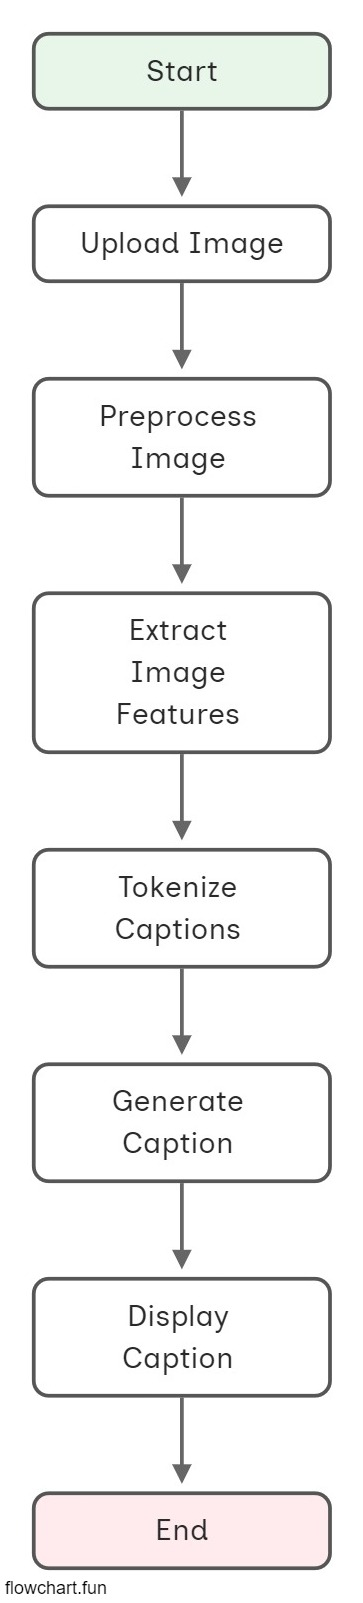 Start
Upload Image
Preprocess
Image
Extract
Image
Features
Tokenize
Captions
Generate
Caption
Display
Caption
End
flowchart.fun